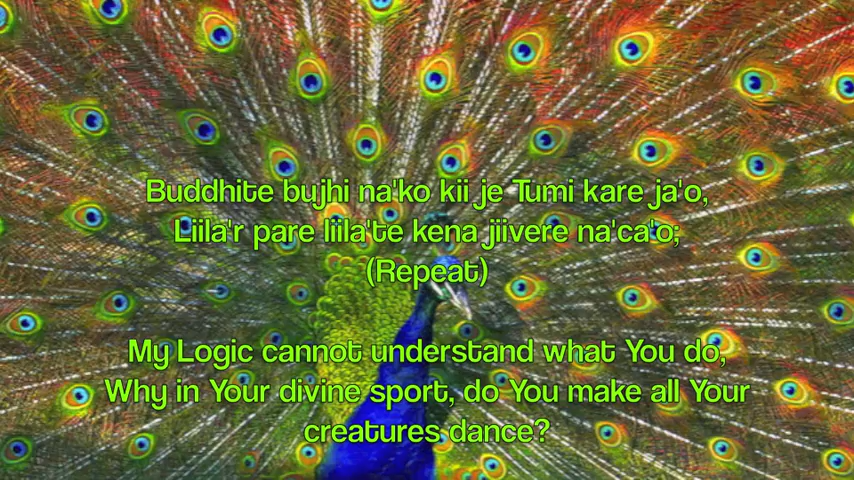 Buddhite bujhi na'ko kii je Tumi kare ja'o,
Liila'r pare liila'te kena jiivere na'ca'o;
(Repeat)
My Logic cannot understand what You do,
Why in Your divine sport, do You make all Your
creatures dance?